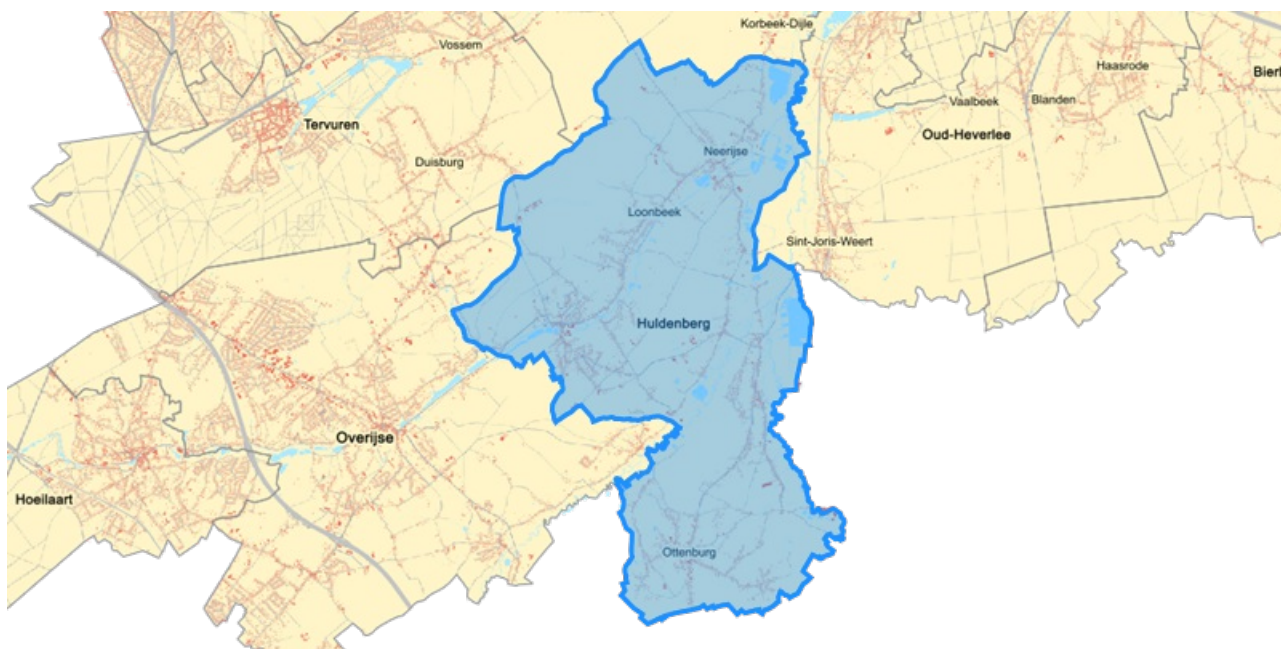 Korbeek-Dijle
Vossem
Haasrode
Bierl
Vaalbeek
Blanden
Tervuren
Oud-Heverlee
Neerijse
Duisburg
Loonbeek
Sint-Joris-Weert
Huldenberg
Overijse
Hoeilaart
Ottenburg